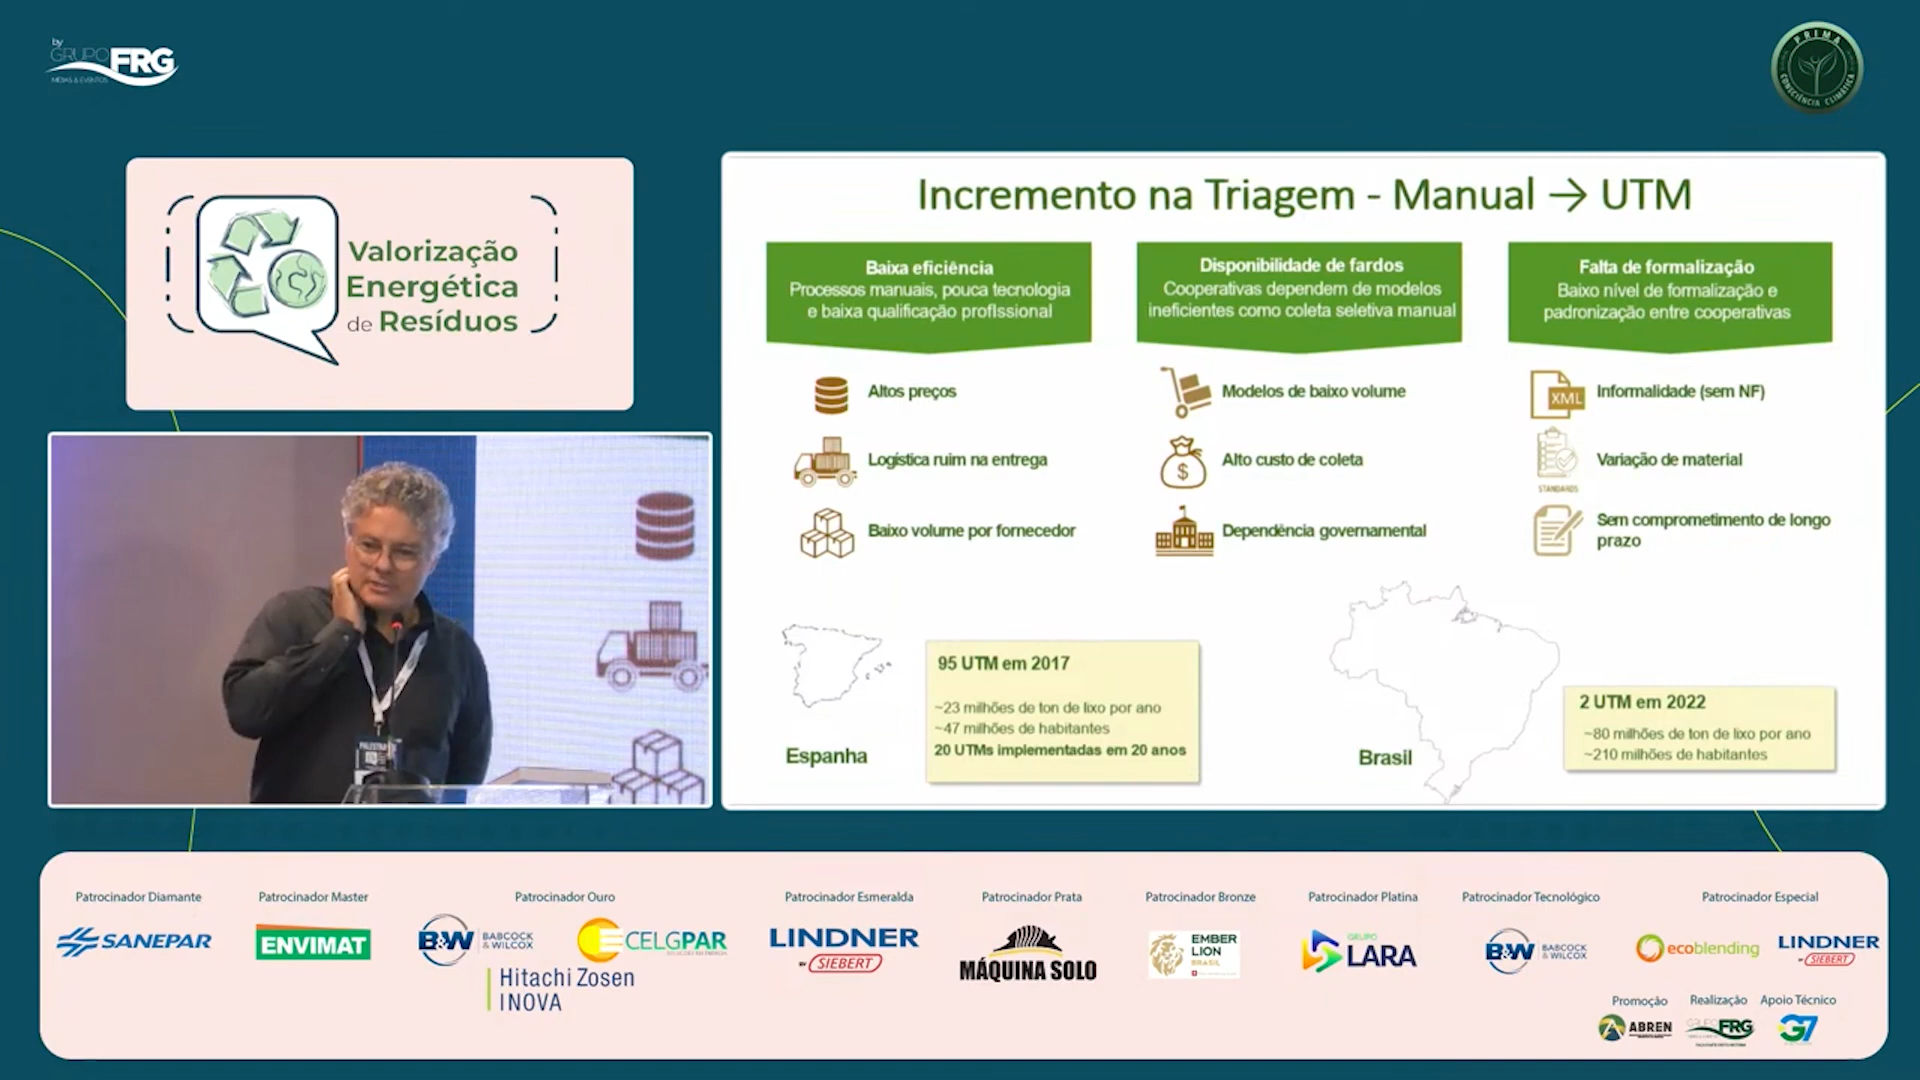 by
GRUPO FRG
MÍDIAS & EVENTOS
PRIMA
CONSCIÊNCIA CLIMÁTICA
Valorização
Energética
de Resíduos
Incremento na Triagem - Manual → UTM
Baixa eficiência
Processos manuais, pouca tecnologia
e baixa qualificação profissional
Disponibilidade de fardos
Cooperativas dependem de modelos
ineficientes como coleta seletiva manual
Falta de formalização
Baixo nível de formalização e
padronização entre cooperativas
Altos preços
Logística ruim na entrega
Baixo volume por fornecedor
Modelos de baixo volume
$
Alto custo de coleta
Dependência governamental
XML
Informalidade (sem NF)
STANDARDS
Variação de material
Sem comprometimento de longo
prazo
Espanha
95 UTM em 2017
~23 milhões de ton de lixo por ano
~47 milhões de habitantes
20 UTMs implementadas em 20 anos
Brasil
2 UTM em 2022
~80 milhões de ton de lixo por ano
~210 milhões de habitantes
Patrocinador Diamante
SANEPAR
Patrocinador Master
ENVIMAT
Patrocinador Ouro
B&W BABCOCK
& WILCOX
CELGPAR
Hitachi Zosen
INOVA
Patrocinador Esmeralda
LINDNER
BY SIEBERT
Patrocinador Prata
MÁQUINA SOLO
Patrocinador Bronze
EMBER
LION
BRASIL
Patrocinador Platina
GRUPO
LARA
Patrocinador Tecnológico
B&W BABCOCK
& WILCOX
Patrocinador Especial
ecoblending
LINDNER
BY SIEBERT
Promoção
ABREN
Realização
GRUPO FRG
Apoio Técnico
G7